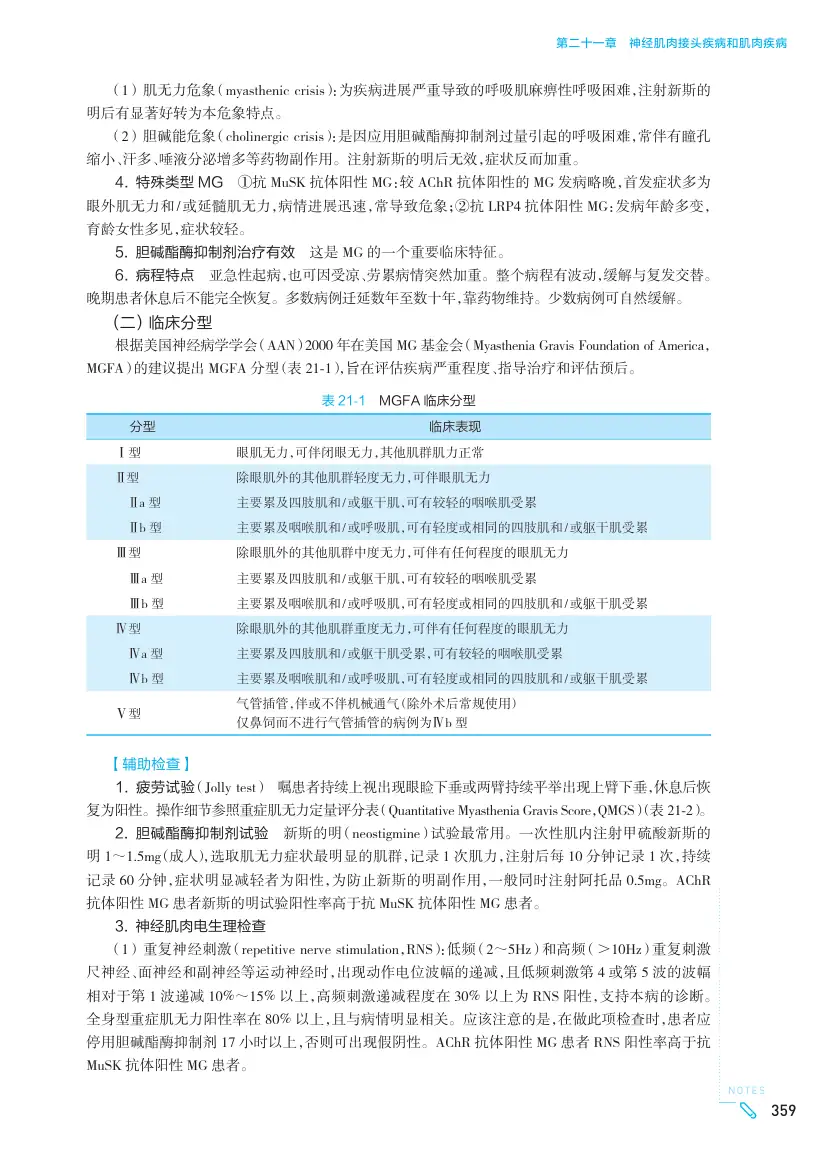 第二十一章　神经肌肉接头疾病和肌肉疾病
（1）肌无力危象（myasthenic crisis）：为疾病进展严重导致的呼吸肌麻痹性呼吸困难，注射新斯的
明后有显著好转为本危象特点。
（2）胆碱能危象（cholinergic crisis）：是因应用胆碱酯酶抑制剂过量引起的呼吸困难，常伴有瞳孔
缩小、汗多、唾液分泌增多等药物副作用。注射新斯的明后无效，症状反而加重。
4. 特殊类型 MG　①抗 MuSK 抗体阳性 MG：较 AChR 抗体阳性的 MG 发病略晚，首发症状多为
眼外肌无力和/或延髓肌无力，病情进展迅速，常导致危象；②抗 LRP4 抗体阳性 MG：发病年龄多变，
育龄女性多见，症状较轻。
5. 胆碱酯酶抑制剂治疗有效　这是 MG 的一个重要临床特征。
6. 病程特点　亚急性起病，也可因受凉、劳累病情突然加重。整个病程有波动，缓解与复发交替。
晚期患者休息后不能完全恢复。多数病例迁延数年至数十年，靠药物维持。少数病例可自然缓解。
（二）临床分型
根据美国神经病学学会（AAN）2000 年在美国 MG 基金会（Myasthenia Gravis Foundation of America，
MGFA）的建议提出 MGFA 分型（表 21-1），旨在评估疾病严重程度、指导治疗和评估预后。
表 21-1　MGFA 临床分型
分型　临床表现
Ⅰ型　眼肌无力，可伴闭眼无力，其他肌群肌力正常
Ⅱ型　除眼肌外的其他肌群轻度无力，可伴眼肌无力
Ⅱa 型　主要累及四肢肌和/或躯干肌，可有较轻的咽喉肌受累
Ⅱb 型　主要累及咽喉肌和/或呼吸肌，可有轻度或相同的四肢肌和/或躯干肌受累
Ⅲ型　除眼肌外的其他肌群中度无力，可伴有任何程度的眼肌无力
Ⅲa 型　主要累及四肢肌和/或躯干肌，可有较轻的咽喉肌受累
Ⅲb 型　主要累及咽喉肌和/或呼吸肌，可有轻度或相同的四肢肌和/或躯干肌受累
Ⅳ型　除眼肌外的其他肌群重度无力，可伴有任何程度的眼肌无力
Ⅳa 型　主要累及四肢肌和/或躯干肌受累，可有较轻的咽喉肌受累
Ⅳb 型　主要累及咽喉肌和/或呼吸肌，可有轻度或相同的四肢肌和/或躯干肌受累
Ⅴ型　气管插管，伴或不伴机械通气（除外术后常规使用）
仅鼻饲而不进行气管插管的病例为Ⅳb 型
【辅助检查】
1. 疲劳试验（Jolly test）　嘱患者持续上视出现眼睑下垂或两臂持续平举出现上臂下垂，休息后恢
复为阳性。操作细节参照重症肌无力定量评分表（Quantitative Myasthenia Gravis Score，QMGS）（表 21-2）。
2. 胆碱酯酶抑制剂试验　新斯的明（neostigmine）试验最常用。一次性肌内注射甲硫酸新斯的
明 1～1.5mg（成人），选取肌无力症状最明显的肌群，记录 1 次肌力，注射后每 10 分钟记录 1 次，持续
记录 60 分钟，症状明显减轻者为阳性，为防止新斯的明副作用，一般同时注射阿托品 0.5mg。AChR
抗体阳性 MG 患者新斯的明试验阳性率高于抗 MuSK 抗体阳性 MG 患者。
3. 神经肌肉电生理检查
（1）重复神经刺激（repetitive nerve stimulation，RNS）：低频（2～5Hz）和高频（＞10Hz）重复刺激
尺神经、面神经和副神经等运动神经时，出现动作电位波幅的递减，且低频刺激第 4 或第 5 波的波幅
相对于第 1 波递减 10%～15% 以上，高频刺激递减程度在 30% 以上为 RNS 阳性，支持本病的诊断。
全身型重症肌无力阳性率在 80% 以上，且与病情明显相关。应该注意的是，在做此项检查时，患者应
停用胆碱酯酶抑制剂 17 小时以上，否则可出现假阴性。AChR 抗体阳性 MG 患者 RNS 阳性率高于抗
MuSK 抗体阳性 MG 患者。
NOTES
359